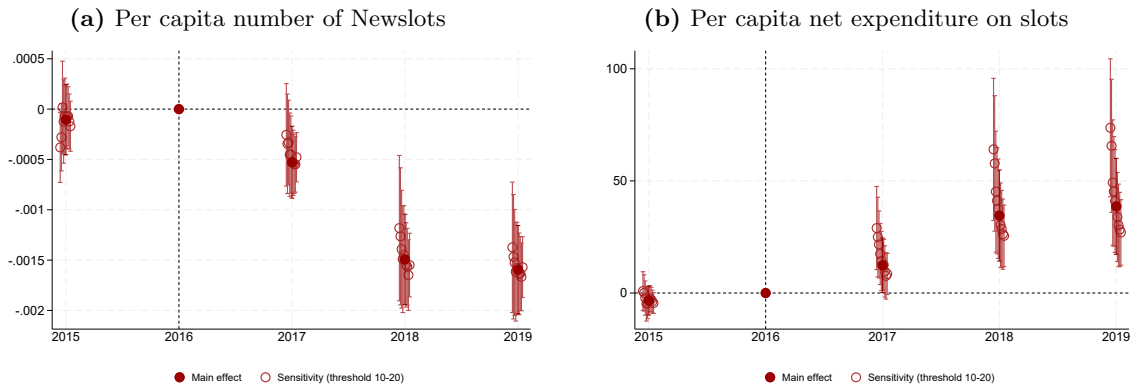 (a) Per capita number of Newslots
.0005
0
-.0005
-.001
-.0015
-.002
2015 2016 2017 2018 2019
Main effect Sensitivity (threshold 10-20)
(b) Per capita net expenditure on slots
100
50
0
2015 2016 2017 2018 2019
Main effect Sensitivity (threshold 10-20)